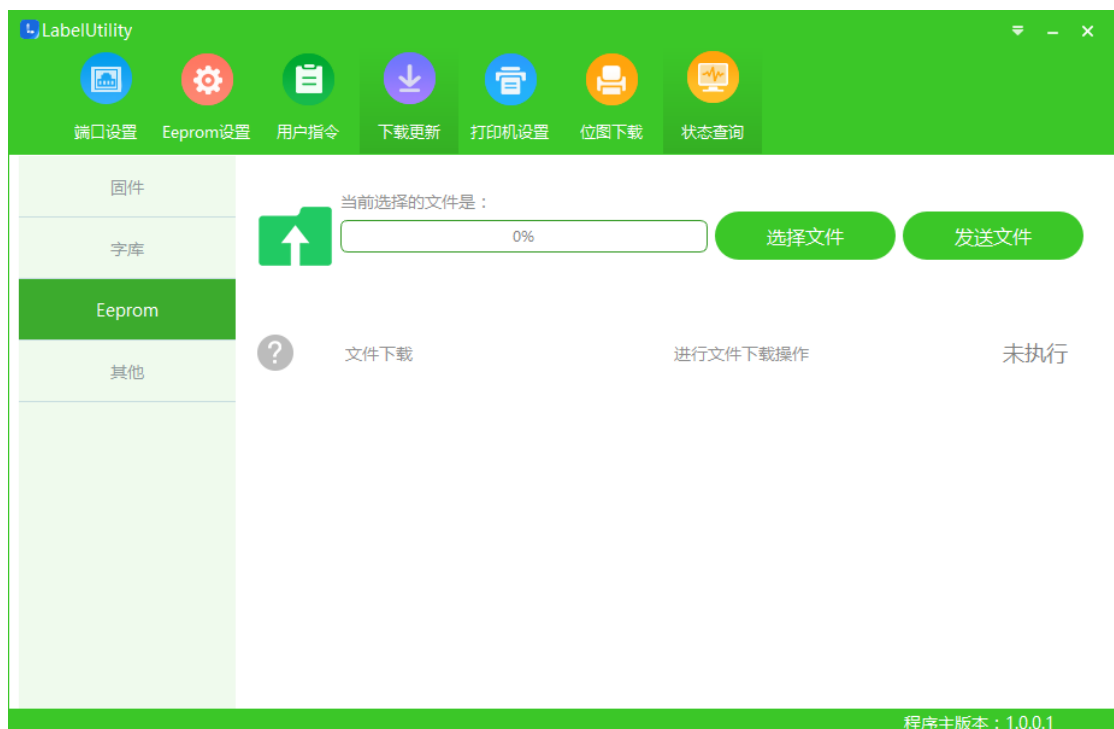 LabelUtility
端口设置 Eeprom设置 用户指令 下载更新 打印机设置 位图下载 状态查询
固件
字库
Eeprom
其他
当前选择的文件是：
0% 选择文件 发送文件
文件下载 进行文件下载操作 未执行
程序主版本：1.0.0.1